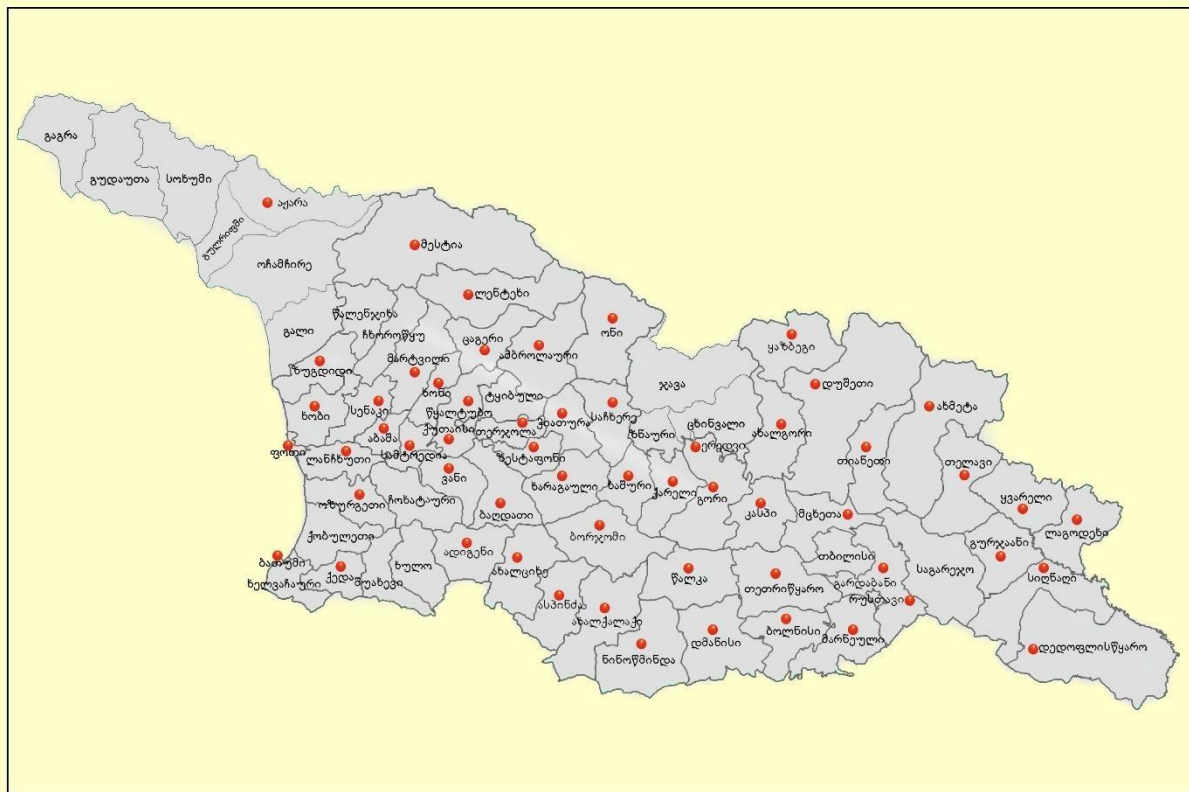 გაგრა
გუდაუთა
სოხუმი
გულრიფში
აჟარა
ოჩამჩირე
მესტია
ლენტეხი
წალენჯიხა
გალი
ჩხოროწყუ
ცაგერი
ამბროლაური
ონი
ყაზბეგი
ზუგდიდი
მარტვილი
ჯავა
დუშეთი
ხონი
ტყიბული
ხობი
სენაკი
წყალტუბო
ჭიათურა
საჩხერე
ცხინვალი
ახალგორი
ახმეტა
ქუთაისი
თერჯოლა
ზნაური
ერედვი
ფოთი
აბაშა
სამტრედია
ლანჩხუთი
ზესტაფონი
თიანეთი
თელავი
ვანი
ხარაგაული
ხაშური
ქარელი
გორი
ოზურგეთი
ჩოხატაური
ბაღდათი
კასპი
მცხეთა
ყვარელი
ქობულეთი
ბორჯომი
ლაგოდეხი
ბათუმი
ადიგენი
თბილისი
გურჯაანი
ხელვაჩაური
ქედა
შუახევი
ხულო
ახალციხე
წალკა
თეთრიწყარო
გარდაბანი
საგარეჯო
სიღნაღი
ასპინძა
ახალქალაქი
რუსთავი
ნინოწმინდა
დმანისი
ბოლნისი
მარნეული
დედოფლისწყარო